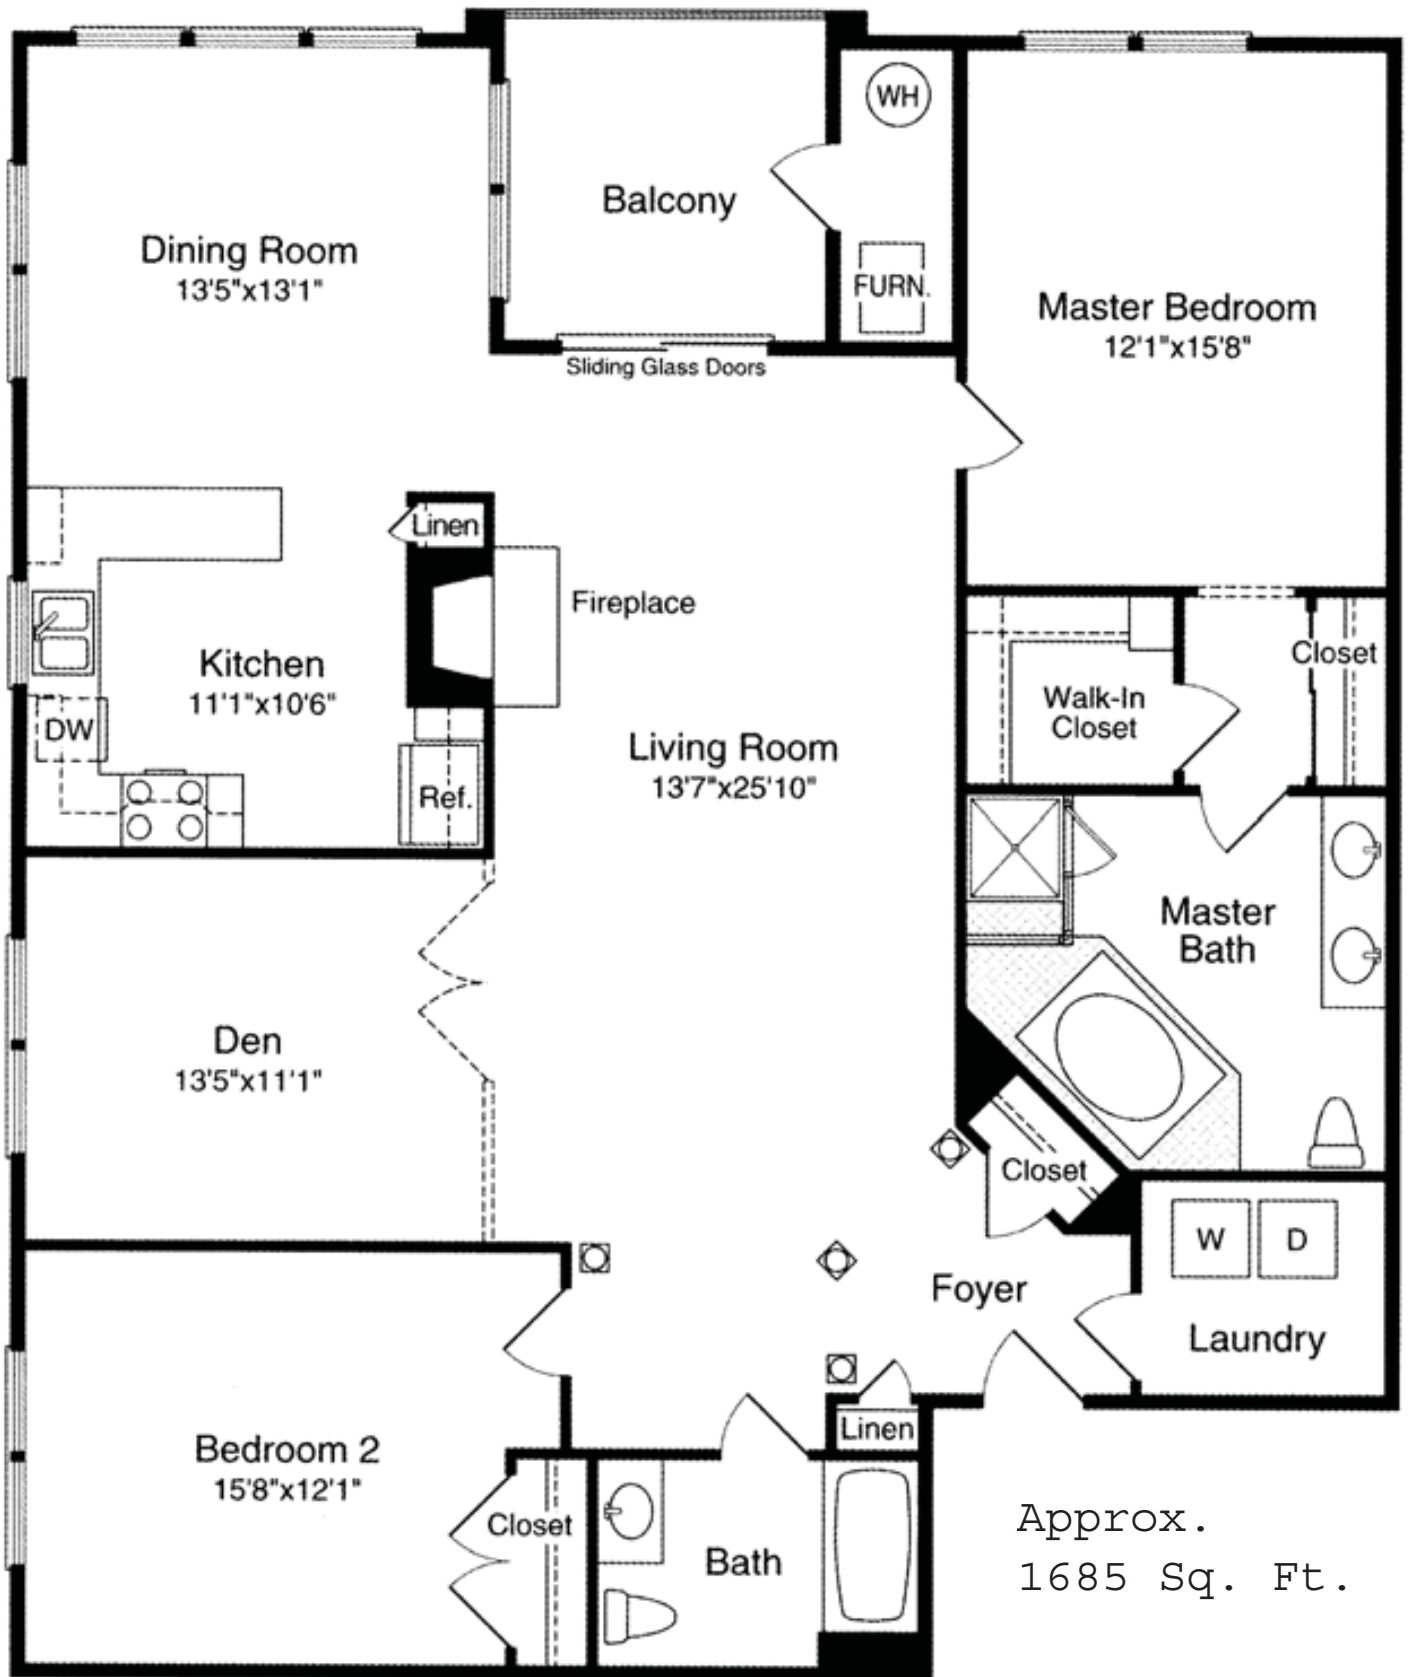 WH
Balcony
Dining Room
13'5"x13'1"
FURN.
Master Bedroom
12'1"x15'8"
Sliding Glass Doors
Linen
Fireplace
Kitchen
11'1"x10'6"
Closet
Walk-In
Closet
DW
Living Room
13'7"x25'10"
Ref.
Master
Bath
Den
13'5"x11'1"
Closet
W
D
Foyer
Laundry
Linen
Bedroom 2
15'8"x12'1"
Closet
Bath
Approx.
1685 Sq. Ft.